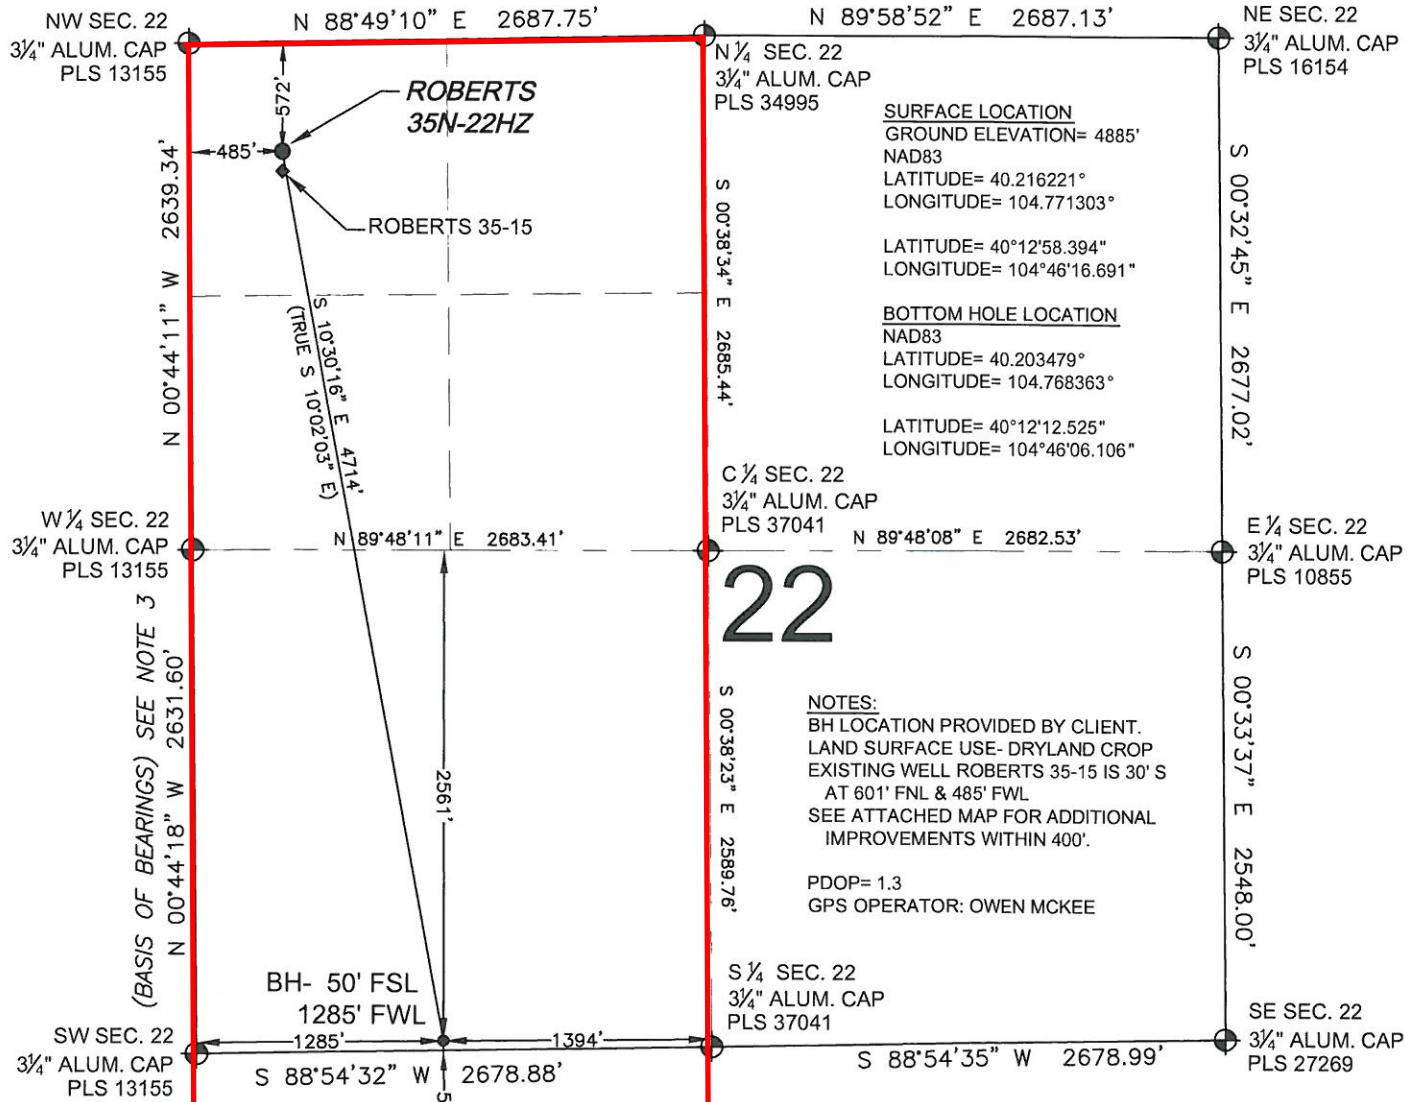 NW SEC. 22
3¼" ALUM. CAP
PLS 13155
N 88°49'10" E 2687.75'
N 89°58'52" E 2687.13'
NE SEC. 22
3¼" ALUM. CAP
PLS 16154
N ¼ SEC. 22
3¼" ALUM. CAP
PLS 34995
572'
485'
ROBERTS
35N-22HZ
ROBERTS 35-15
SURFACE LOCATION
GROUND ELEVATION= 4885'
NAD83
LATITUDE= 40.216221°
LONGITUDE= 104.771303°
LATITUDE= 40°12'58.394"
LONGITUDE= 104°46'16.691"
BOTTOM HOLE LOCATION
NAD83
LATITUDE= 40.203479°
LONGITUDE= 104.768363°
LATITUDE= 40°12'12.525"
LONGITUDE= 104°46'06.106"
N 00°44'11" W 2639.34'
S 10°30'16" E 4714'
(TRUE S 10°02'03" E)
S 00°38'34" E 2685.44'
S 00°32'45" E 2677.02'
W ¼ SEC. 22
3¼" ALUM. CAP
PLS 13155
N 89°48'11" E 2683.41'
C ¼ SEC. 22
3¼" ALUM. CAP
PLS 37041
N 89°48'08" E 2682.53'
E ¼ SEC. 22
3¼" ALUM. CAP
PLS 10855
22
(BASIS OF BEARINGS) SEE NOTE 3
N 00°44'18" W 2631.60'
2561'
S 00°38'23" E 2589.76'
NOTES:
BH LOCATION PROVIDED BY CLIENT.
LAND SURFACE USE- DRYLAND CROP
EXISTING WELL ROBERTS 35-15 IS 30' S
AT 601' FNL & 485' FWL
SEE ATTACHED MAP FOR ADDITIONAL
IMPROVEMENTS WITHIN 400'.
PDOP= 1.3
GPS OPERATOR: OWEN MCKEE
S 00°33'37" E 2548.00'
BH- 50' FSL
1285' FWL
1285'
1394'
SW SEC. 22
3¼" ALUM. CAP
PLS 13155
S 88°54'32" W 2678.88'
S ¼ SEC. 22
3¼" ALUM. CAP
PLS 37041
S 88°54'35" W 2678.99'
SE SEC. 22
3¼" ALUM. CAP
PLS 27269